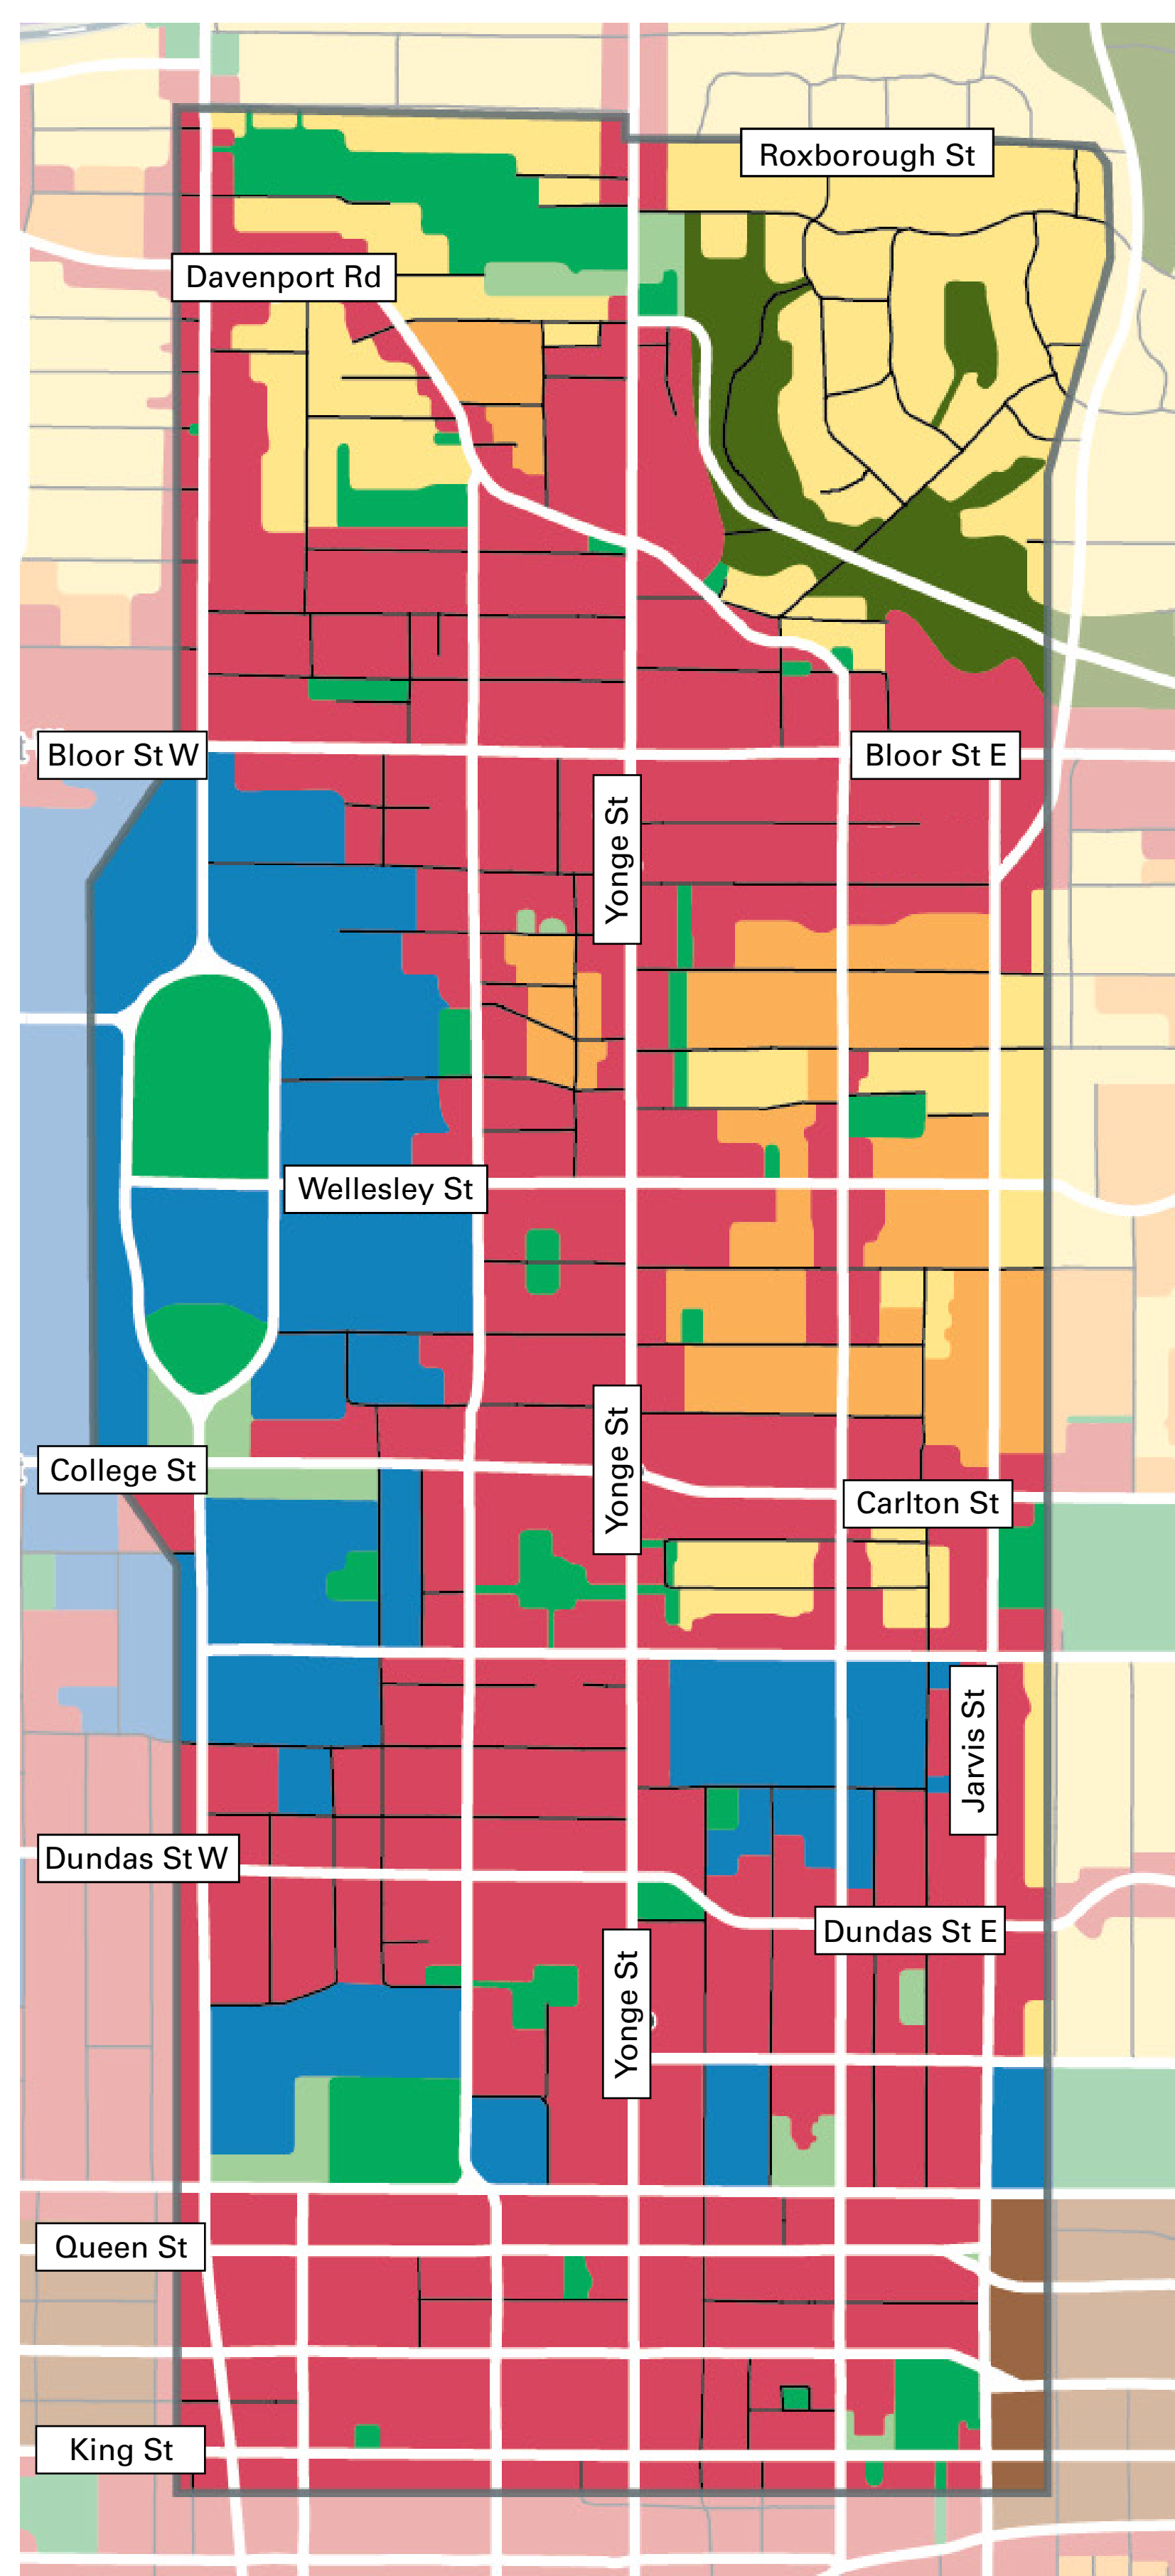 Roxborough St
Davenport Rd
Bloor St W
Bloor St E
Yonge St
Wellesley St
Yonge St
College St
Carlton St
Jarvis St
Dundas St W
Dundas St E
Yonge St
Queen St
King St